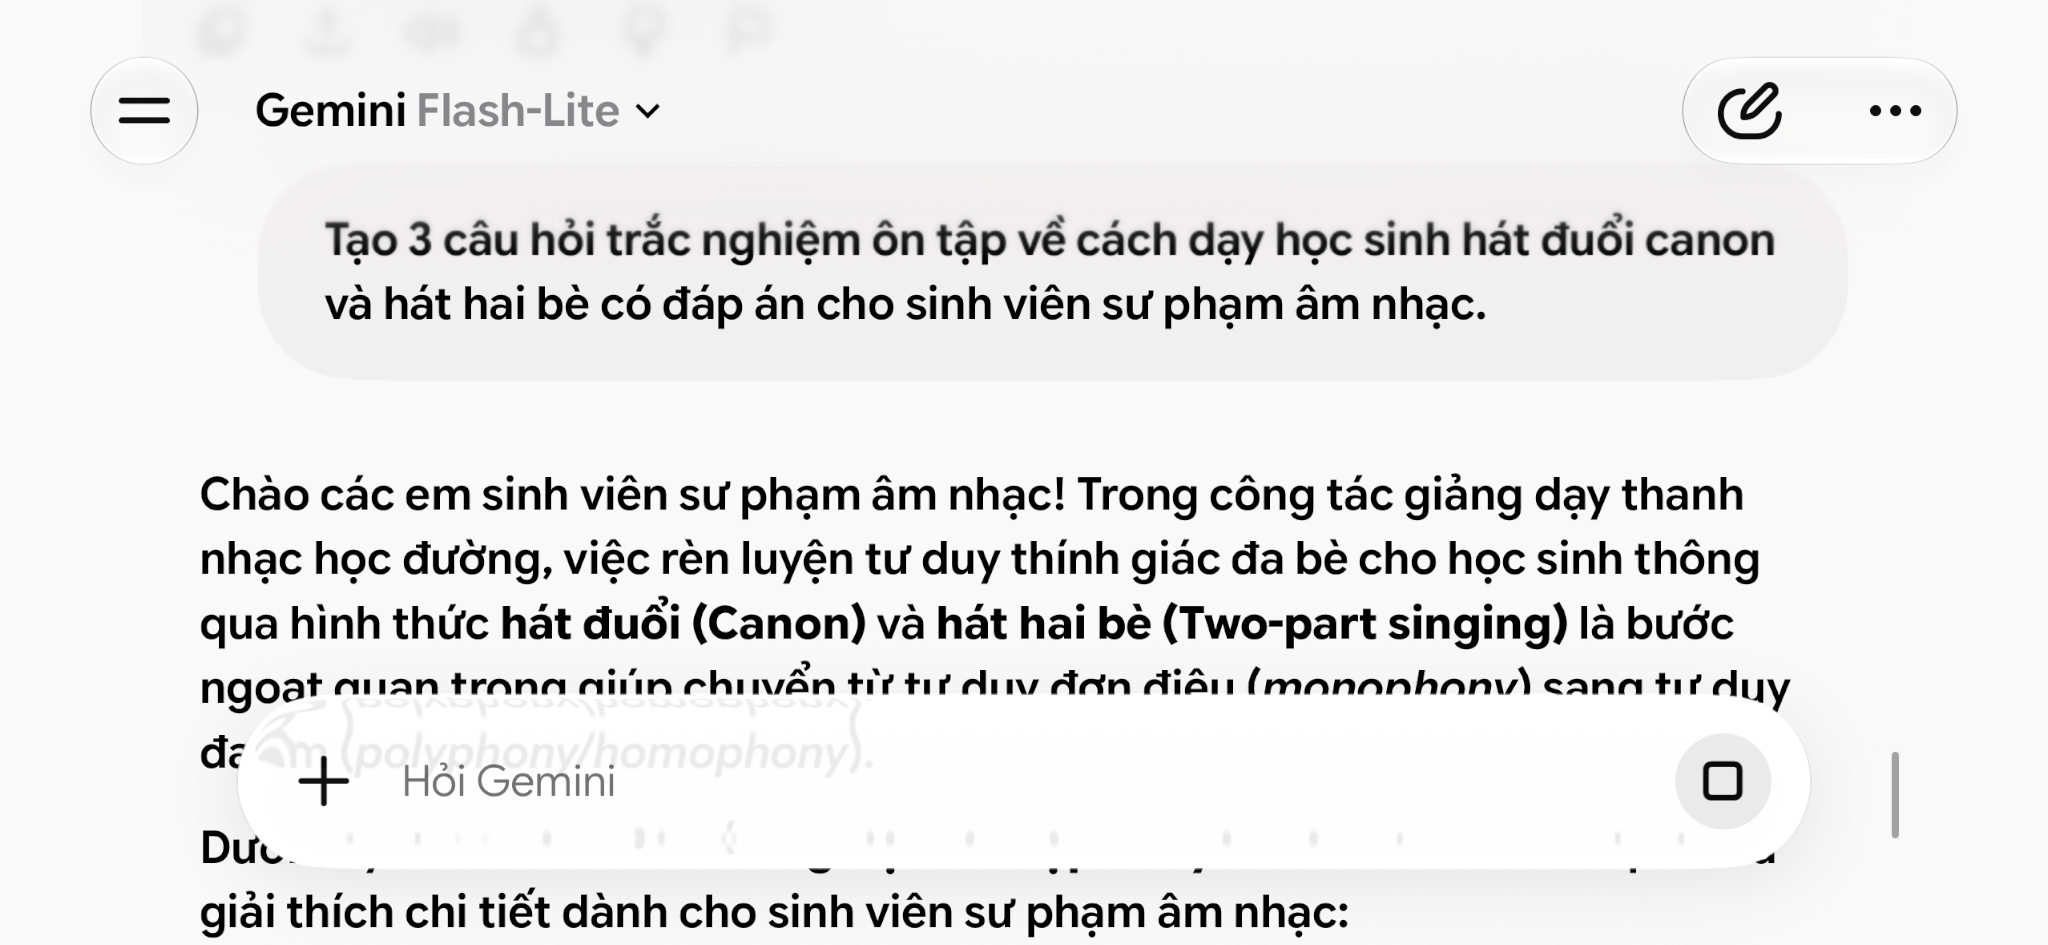 Gemini Flash-Lite
Tạo 3 câu hỏi trắc nghiệm ôn tập về cách dạy học sinh hát đuổi canon
và hát hai bè có đáp án cho sinh viên sư phạm âm nhạc.
Chào các em sinh viên sư phạm âm nhạc! Trong công tác giảng dạy thanh
nhạc học đường, việc rèn luyện tư duy thính giác đa bè cho học sinh thông
qua hình thức hát đuổi (Canon) và hát hai bè (Two-part singing) là bước
ngoạt quan trọng giúp chuyển từ tư duy đơn điệu (monophony) sang tư duy
(polyphony/homophony).
Hỏi Gemini
giải thích chi tiết dành cho sinh viên sư phạm âm nhạc: